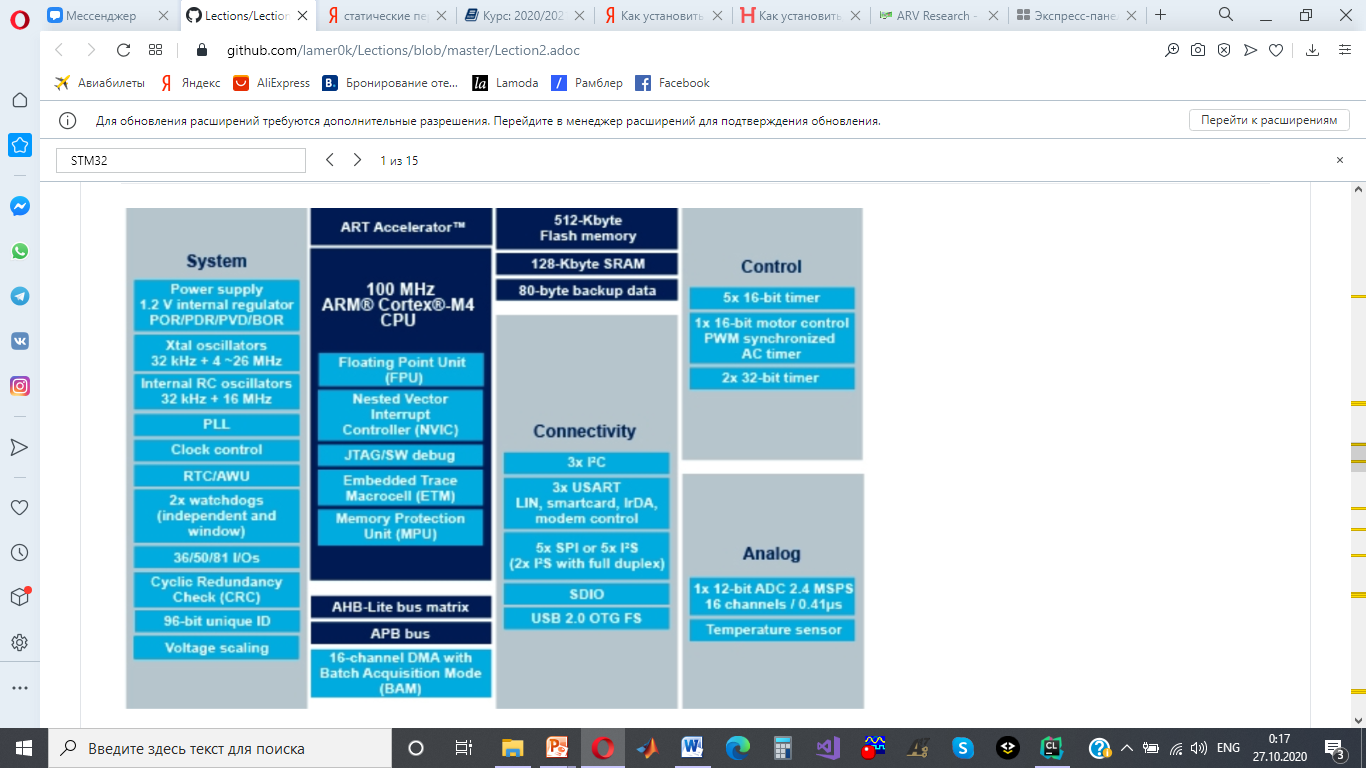 Мессенджер
Lections/Lection
статические пе
Курс: 2020/202
Как установить
Как установить
ARV Research -
Экспресс-пане
github.com/lamer0k/Lections/blob/master/Lection2.adoc
Авиабилеты
Яндекс
AliExpress
B.
Бронирование оте...
la
Lamoda
Рамблер
Facebook
Для обновления расширений требуются дополнительные разрешения. Перейдите в менеджер расширений для подтверждения обновления.
Перейти к расширениям
STM32
1 из 15
System
Power supply
1.2 V internal regulator
POR/PDR/PVD/BOR
Xtal oscillators
32 kHz + 4 ~26 MHz
Internal RC oscillators
32 kHz + 16 MHz
PLL
Clock control
RTC/AWU
2x watchdogs
(independent and
window)
36/50/81 I/Os
Cyclic Redundancy
Check (CRC)
96-bit unique ID
Voltage scaling
ART Accelerator™
100 MHz
ARM® Cortex®-M4
CPU
Floating Point Unit
(FPU)
Nested Vector
Interrupt
Controller (NVIC)
JTAG/SW debug
Embedded Trace
Macrocell (ETM)
Memory Protection
Unit (MPU)
AHB-Lite bus matrix
APB bus
16-channel DMA with
Batch Acquisition Mode
(BAM)
512-Kbyte
Flash memory
128-Kbyte SRAM
80-byte backup data
Connectivity
3x I²C
3x USART
LIN, smartcard, IrDA,
modem control
5x SPI or 5x I²S
(2x I²S with full duplex)
SDIO
USB 2.0 OTG FS
Control
5x 16-bit timer
1x 16-bit motor control
PWM synchronized
AC timer
2x 32-bit timer
Analog
1x 12-bit ADC 2.4 MSPS
16 channels / 0.41µs
Temperature sensor
Введите здесь текст для поиска
ENG
0:17
27.10.2020
3